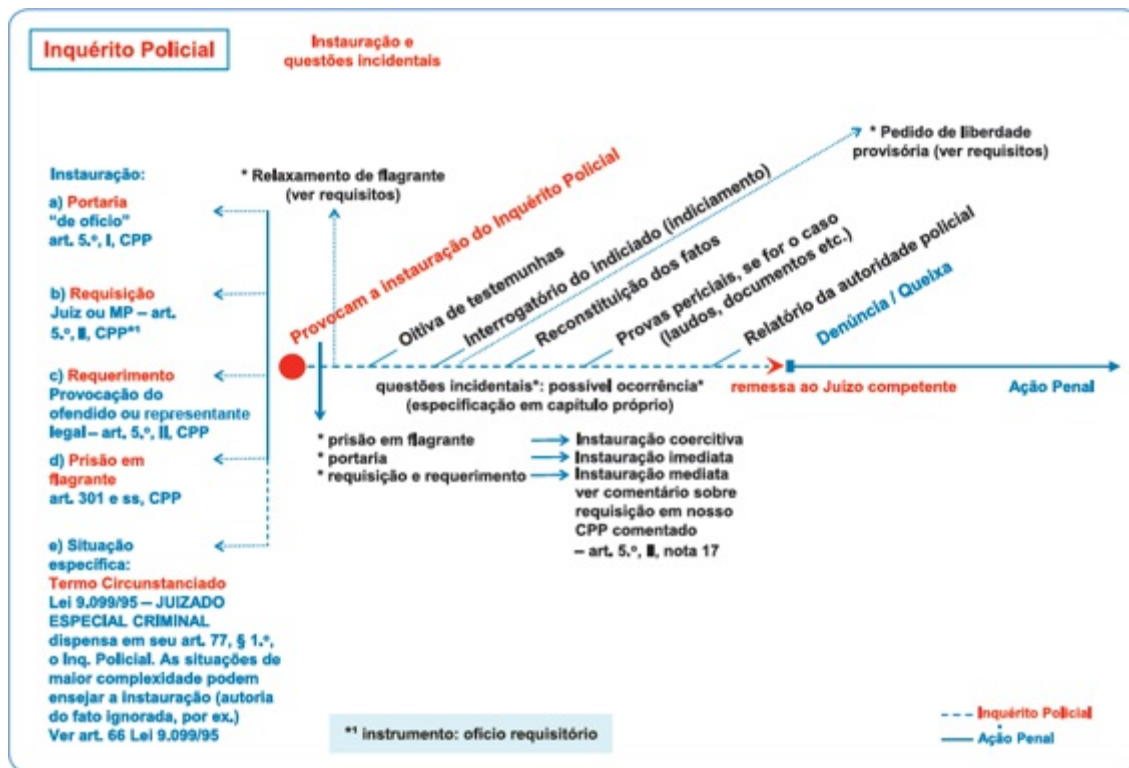 Inquérito Policial
Instauração e
questões incidentais
Instauração:
a) Portaria
"de ofício"
art. 5.º, I, CPP
b) Requisição
Juiz ou MP – art.
5.º, II, CPP*¹
c) Requerimento
Provocação do
ofendido ou representante
legal – art. 5.º, II, CPP
d) Prisão em
flagrante
art. 301 e ss, CPP
e) Situação
específica:
Termo Circunstanciado
Lei 9.099/95 – JUIZADO
ESPECIAL CRIMINAL
dispensa em seu art. 77, § 1.º,
o Inq. Policial. As situações de
maior complexidade podem
ensejar a instauração (autoria
do fato ignorada, por ex.)
Ver art. 66 Lei 9.099/95
* Relaxamento de flagrante
(ver requisitos)
Provocam a instauração do Inquérito Policial
Oitiva de testemunhas
Interrogatório do indiciado (indiciamento)
* Pedido de liberdade
provisória (ver requisitos)
Reconstituição dos fatos
Provas periciais, se for o caso
(laudos, documentos etc.)
Relatório da autoridade policial
Denúncia / Queixa
questões incidentais*: possível ocorrência*
(especificação em capítulo próprio)
remessa ao Juízo competente
Ação Penal
* prisão em flagrante
Instauração coercitiva
* portaria
Instauração imediata
* requisição e requerimento
Instauração mediata
ver comentário sobre
requisição em nosso
CPP comentado
– art. 5.º, II, nota 17
*¹ instrumento: ofício requisitório
Inquérito Policial
Ação Penal